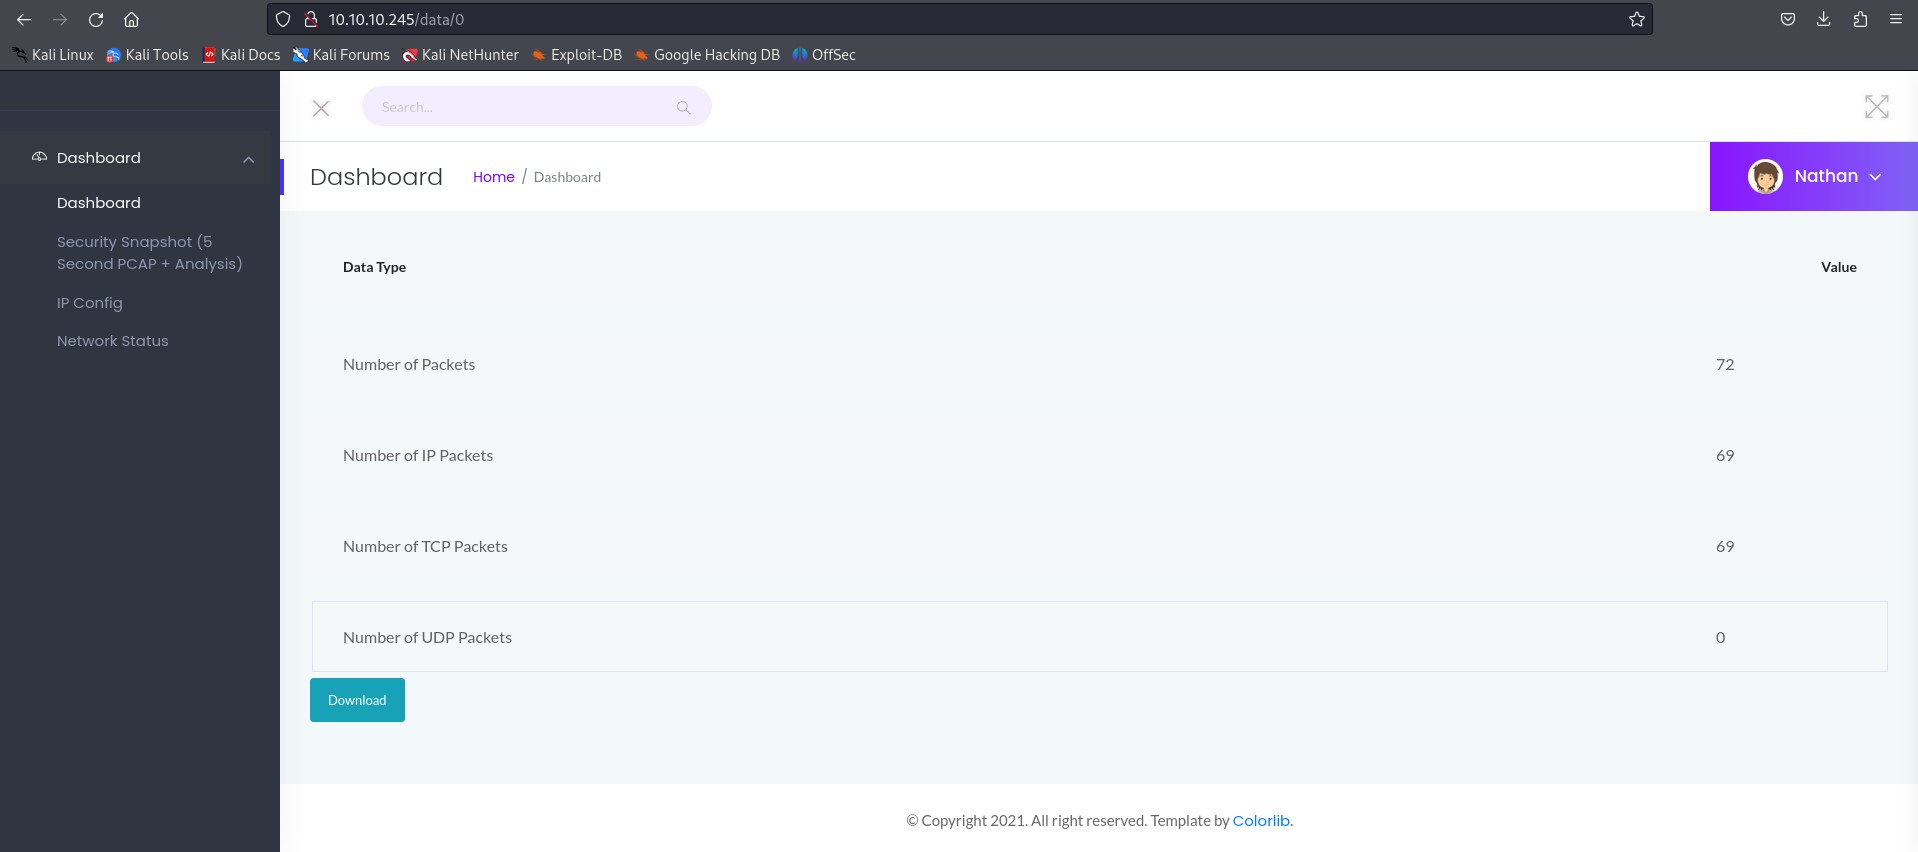 10.10.10.245/data/0
Kali Linux Kali Tools Kali Docs Kali Forums Kali NetHunter Exploit-DB Google Hacking DB OffSec
Search...
Dashboard
Dashboard
Security Snapshot (5
Second PCAP + Analysis)
IP Config
Network Status
Dashboard Home / Dashboard
Nathan
Data Type Value
Number of Packets 72
Number of IP Packets 69
Number of TCP Packets 69
Number of UDP Packets 0
Download
© Copyright 2021. All right reserved. Template by Colorlib.